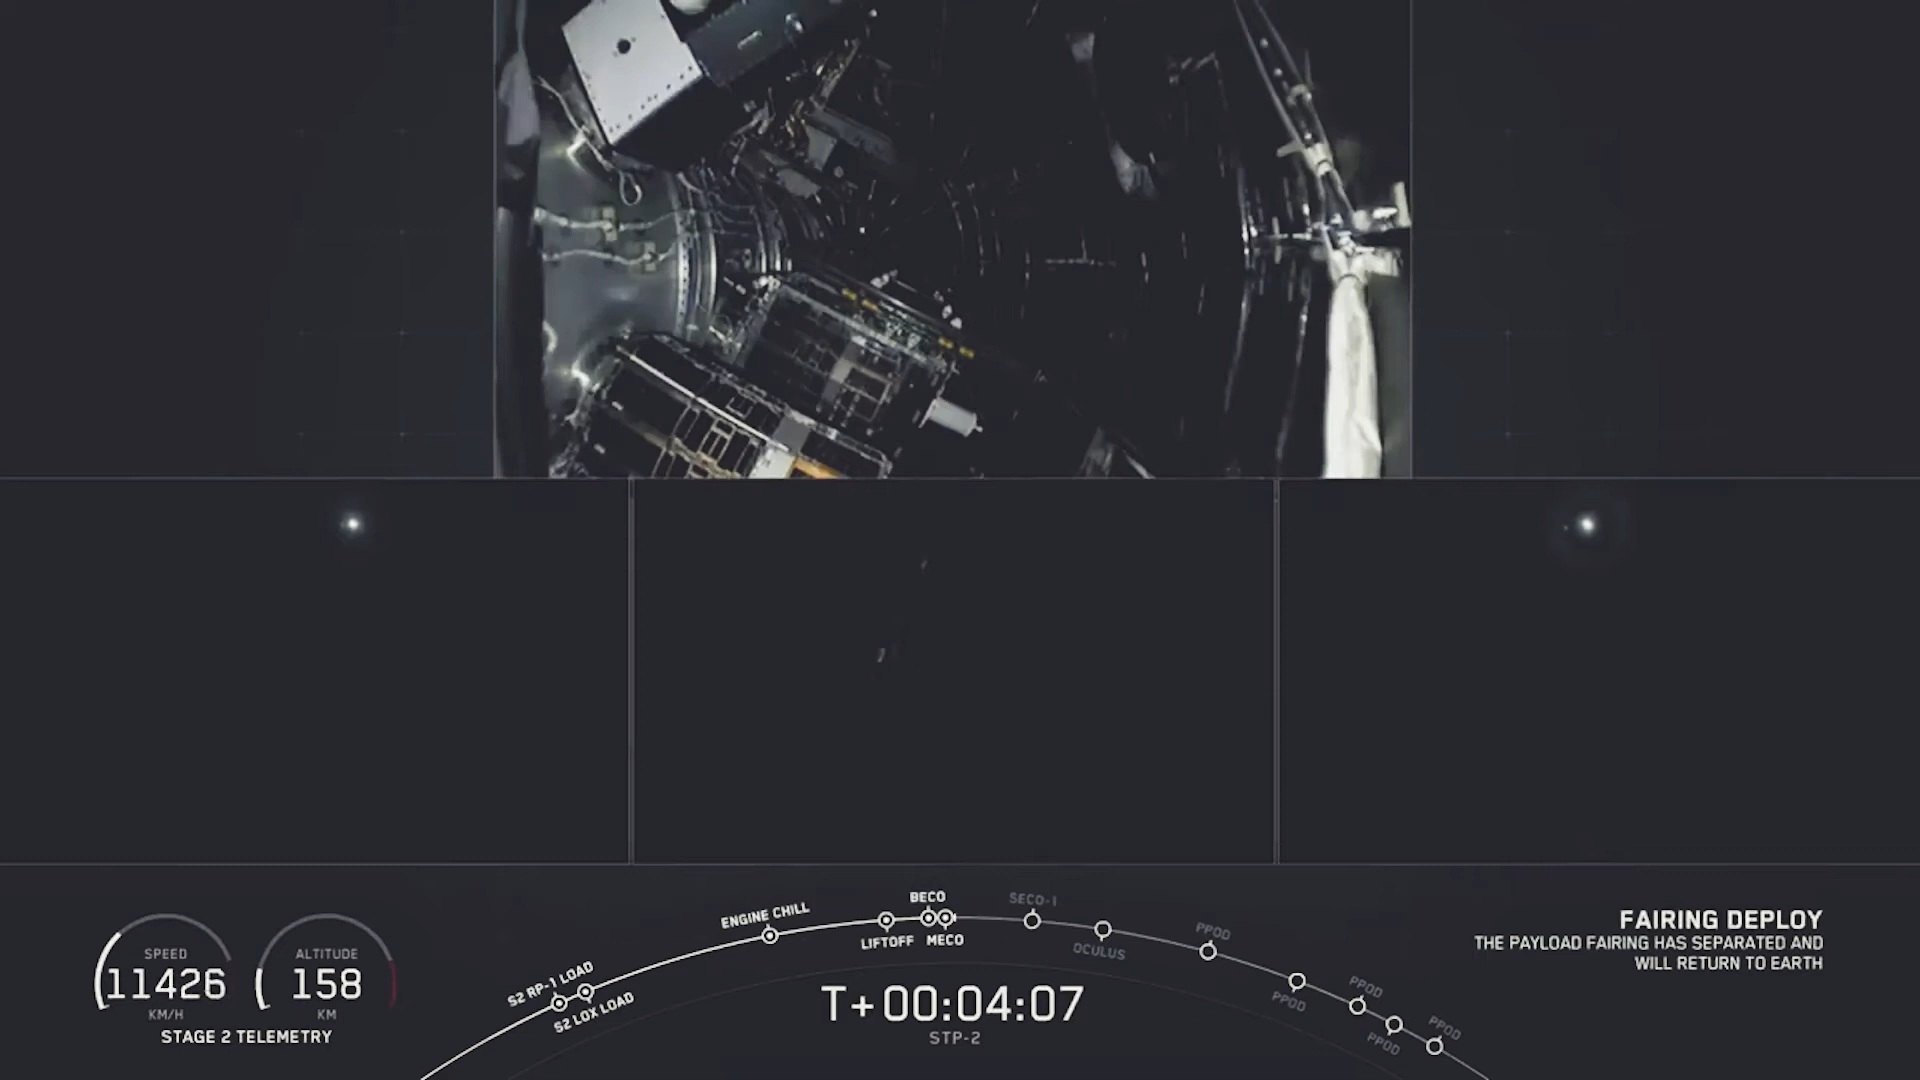 BECO
SECO-1
ENGINE CHILL
LIFTOFF
MECO
OCULUS
PPOD
S2 RP-1 LOAD
S2 LOX LOAD
PPOD
PPOD
PPOD
PPOD
SPEED
11426
KM/H
ALTITUDE
158
KM
STAGE 2 TELEMETRY
T+00:04:07
STP-2
FAIRING DEPLOY
THE PAYLOAD FAIRING HAS SEPARATED AND
WILL RETURN TO EARTH